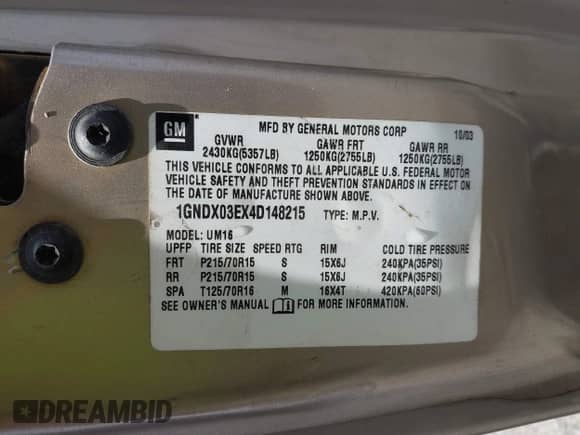 GM
MFD BY GENERAL MOTORS CORP 10/03
GVWR GAWR FRT GAWR RR
2430KG(5357LB) 1250KG(2755LB) 1250KG(2755LB)
THIS VEHICLE CONFORMS TO ALL APPLICABLE U.S. FEDERAL MOTOR
VEHICLE SAFETY AND THEFT PREVENTION STANDARDS IN EFFECT ON
THE DATE OF MANUFACTURE SHOWN ABOVE.
1GNDX03EX4D148215 TYPE: M.P.V.
MODEL: UM16
UPFP TIRE SIZE SPEED RTG RIM COLD TIRE PRESSURE
FRT P215/70R15 S 15X6J 240KPA(35PSI)
RR P215/70R15 S 15X6J 240KPA(35PSI)
SPA T125/70R16 M 16X4T 420KPA(60PSI)
SEE OWNER'S MANUAL FOR MORE INFORMATION.
DREAMBID